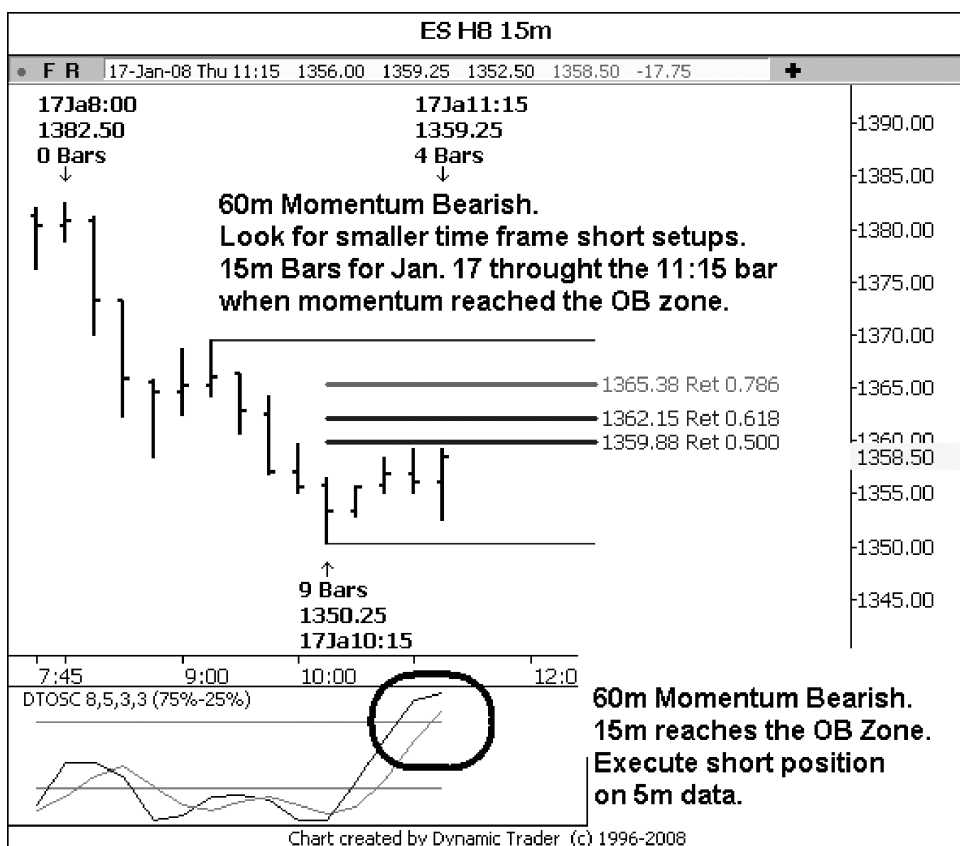 ES H8 15m
F R 17-Jan-08 Thu 11:15 1356.00 1359.25 1352.50 1358.50 -17.75
17Ja8:00
1382.50
0 Bars
17Ja11:15
1359.25
4 Bars
60m Momentum Bearish.
Look for smaller time frame short setups.
15m Bars for Jan. 17 throught the 11:15 bar
when momentum reached the OB zone.
1390.00
1385.00
1380.00
1375.00
1370.00
1365.00
1360.00
1358.50
1355.00
1350.00
1345.00
1365.38 Ret 0.786
1362.15 Ret 0.618
1359.88 Ret 0.500
9 Bars
1350.25
17Ja10:15
7:45 9:00 10:00 12:0
DTOSC 8,5,3,3 (75%-25%)
60m Momentum Bearish.
15m reaches the OB Zone.
Execute short position
on 5m data.
Chart created by Dynamic Trader (c) 1996-2008